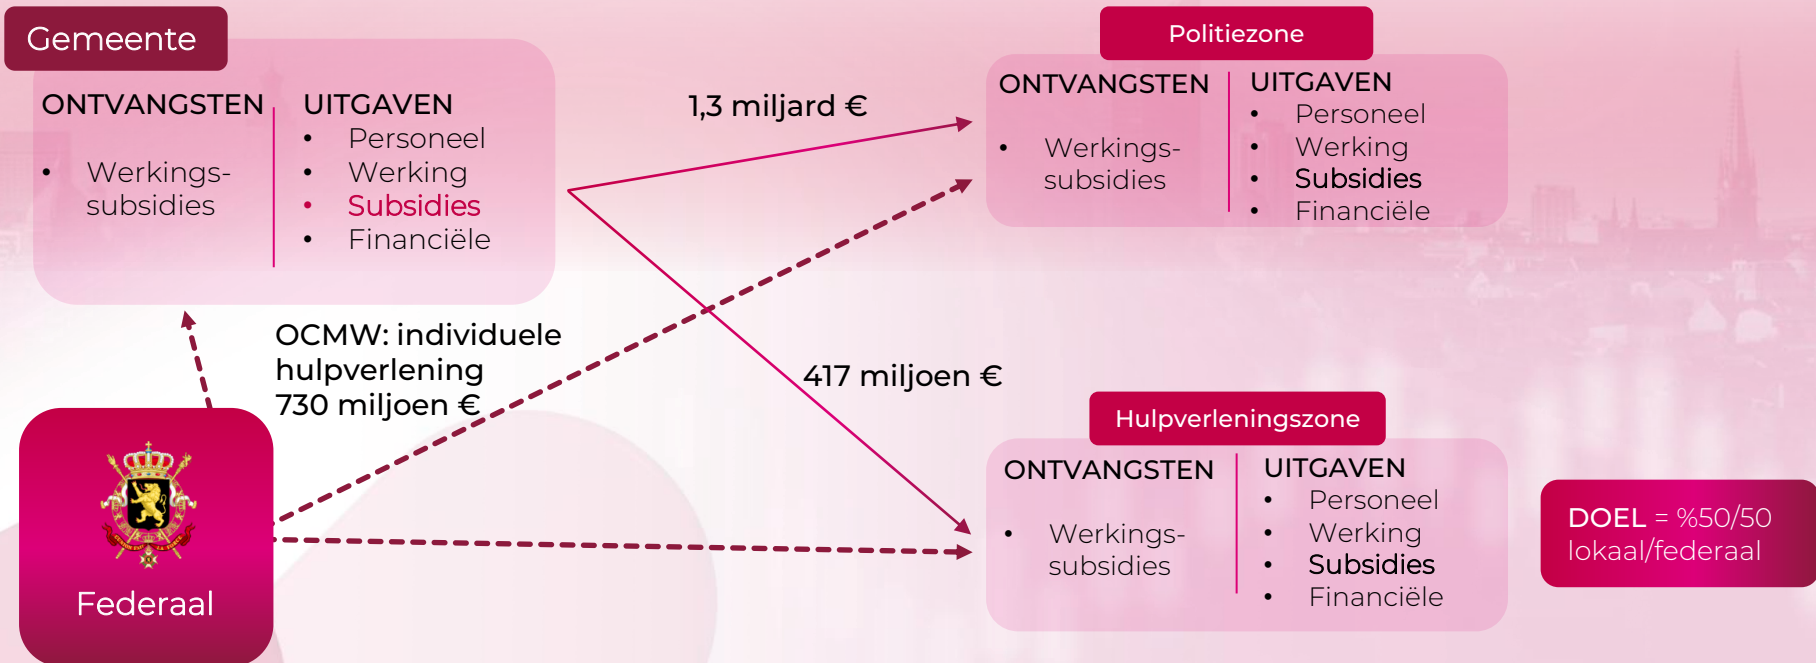 Gemeente
ONTVANGSTEN
• Werkings-
subsidies
UITGAVEN
• Personeel
• Werking
• Subsidies
• Financiële
1,3 miljard €
Politiezone
ONTVANGSTEN
• Werkings-
subsidies
UITGAVEN
• Personeel
• Werking
• Subsidies
• Financiële
OCMW: individuele
hulpverlening
730 miljoen €
417 miljoen €
Federaal
Hulpverleningszone
ONTVANGSTEN
• Werkings-
subsidies
UITGAVEN
• Personeel
• Werking
• Subsidies
• Financiële
DOEL = %50/50
lokaal/federaal